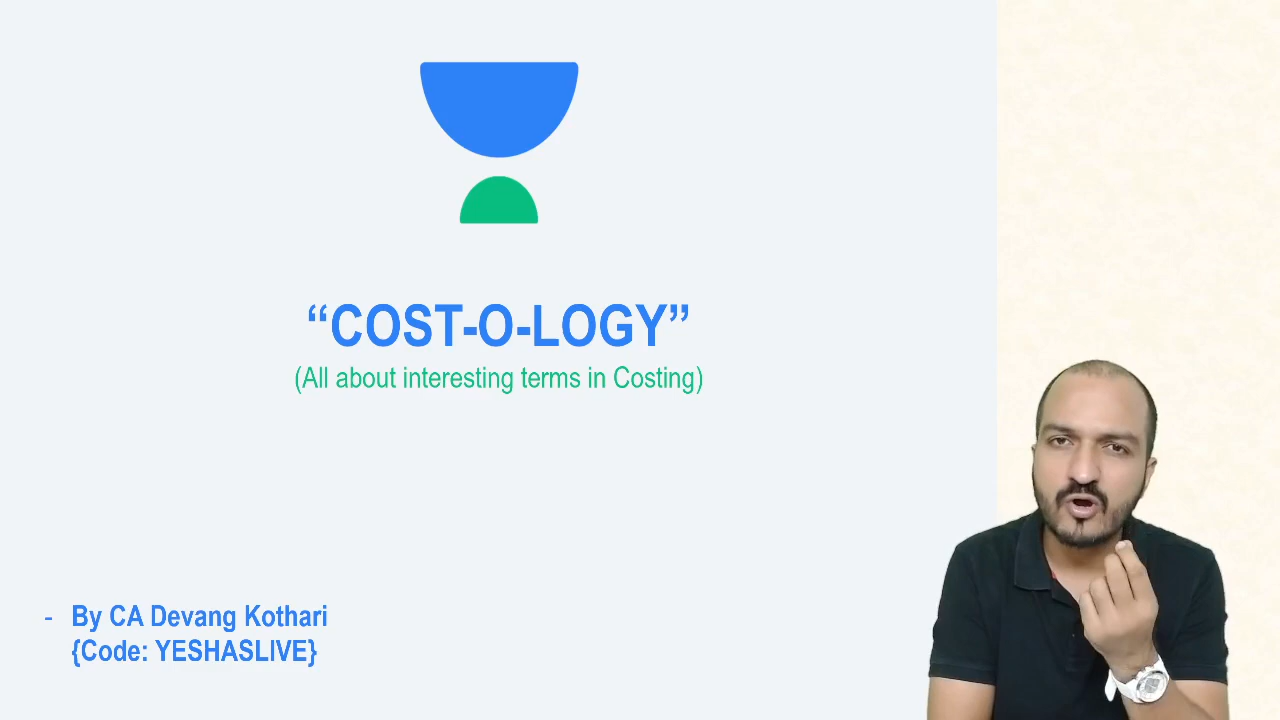 “COST-O-LOGY”
(All about interesting terms in Costing)
- By CA Devang Kothari
{Code: YESHASLIVE}